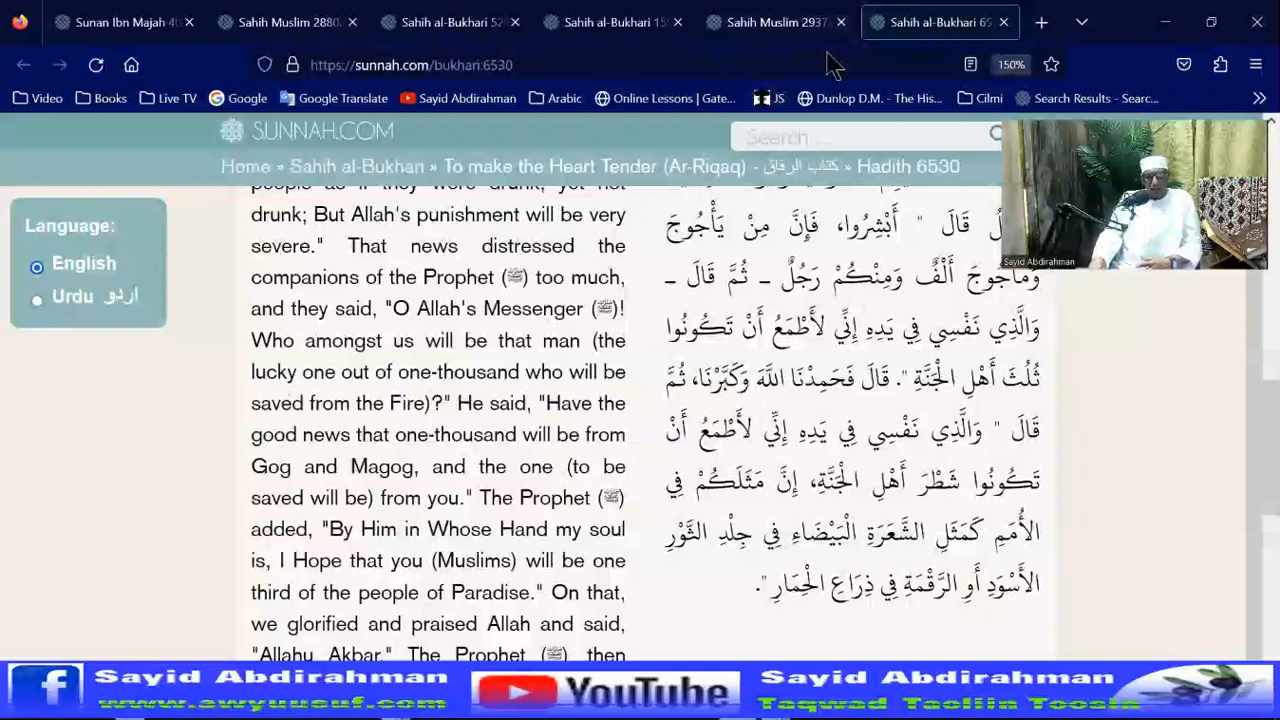 Sunan Ibn Majah 40
Sahih Muslim 2880
Sahih al-Bukhari 52
Sahih al-Bukhari 15
Sahih Muslim 2937
Sahih al-Bukhari 65
https://sunnah.com/bukhari:6530
150%
Video
Books
Live TV
Google
Google Translate
Sayid Abdirahman
Arabic
Online Lessons | Gate...
JS
Dunlop D.M. - The His...
Cilmi
Search Results - Searc...
SUNNAH.COM
Search ...
Home » Sahih al-Bukhari » To make the Heart Tender (Ar-Riqaq) - كتاب الرقاق » Hadith 6530
Language:
English
Urdu اردو
people as if they were drunk, yet not
drunk; But Allah's punishment will be very
severe." That news distressed the
companions of the Prophet (ﷺ) too much,
and they said, "O Allah's Messenger (ﷺ)!
Who amongst us will be that man (the
lucky one out of one-thousand who will be
saved from the Fire)?" He said, "Have the
good news that one-thousand will be from
Gog and Magog, and the one (to be
saved will be) from you." The Prophet (ﷺ)
added, "By Him in Whose Hand my soul
is, I Hope that you (Muslims) will be one
third of the people of Paradise." On that,
we glorified and praised Allah and said,
"Allahu Akbar." The Prophet (ﷺ) then
قَالَ " أَبْشِرُوا، فَإِنَّ مِنْ يَأْجُوجَ
وَمَأْجُوجَ أَلْفٌ وَمِنْكُمْ رَجُلٌ ـ ثُمَّ قَالَ ـ
وَالَّذِي نَفْسِي فِي يَدِهِ إِنِّي لأَطْمَعُ أَنْ تَكُونُوا
ثُلُثَ أَهْلِ الْجَنَّةِ ". قَالَ فَحَمِدْنَا اللَّهَ وَكَبَّرْنَا، ثُمَّ
قَالَ " وَالَّذِي نَفْسِي فِي يَدِهِ إِنِّي لأَطْمَعُ أَنْ
تَكُونُوا شَطْرَ أَهْلِ الْجَنَّةِ، إِنَّ مَثَلَكُمْ فِي
الأُمَمِ كَمَثَلِ الشَّعَرَةِ الْبَيْضَاءِ فِي جِلْدِ الثَّوْرِ
الأَسْوَدِ أَوِ الرَّقْمَةِ فِي ذِرَاعِ الْحِمَارِ ".
Sayid Abdirahman
Sayid Abdirahman
www.awyuusuf.com
YouTube
Sayid Abdirahman
Taqwad Taoliin Toosin